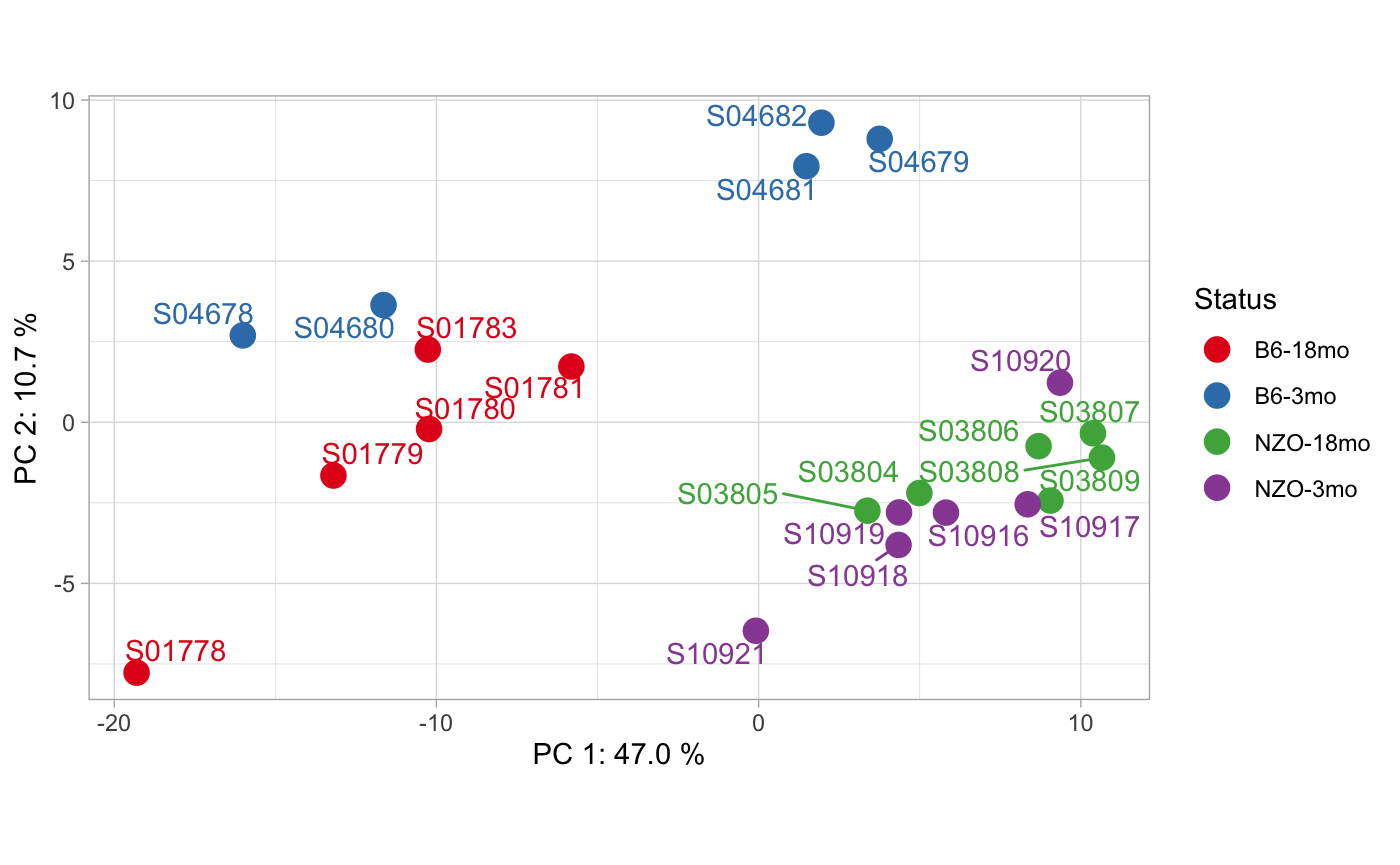 10
5
0
-5
PC 2: 10.7 %
S04682
S04679
S04681
S04678
S04680
S01783
S01781
S01780
S01779
S01778
S10920
S03807
S03806
S03804
S03808
S03809
S03805
S10919
S10916
S10917
S10918
S10921
-20
-10
0
10
PC 1: 47.0 %
Status
B6-18mo
B6-3mo
NZO-18mo
NZO-3mo